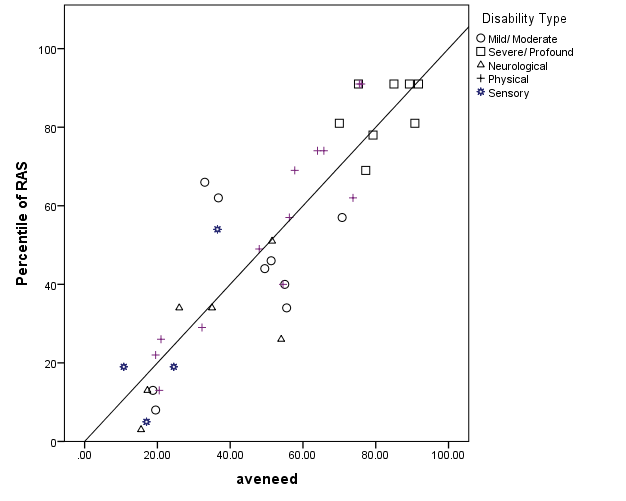 Disability Type
Mild/ Moderate
Severe/ Profound
Neurological
Physical
Sensory
Percentile of RAS
100
80
60
40
20
0
.00
20.00
40.00
60.00
80.00
100.00
aveneed